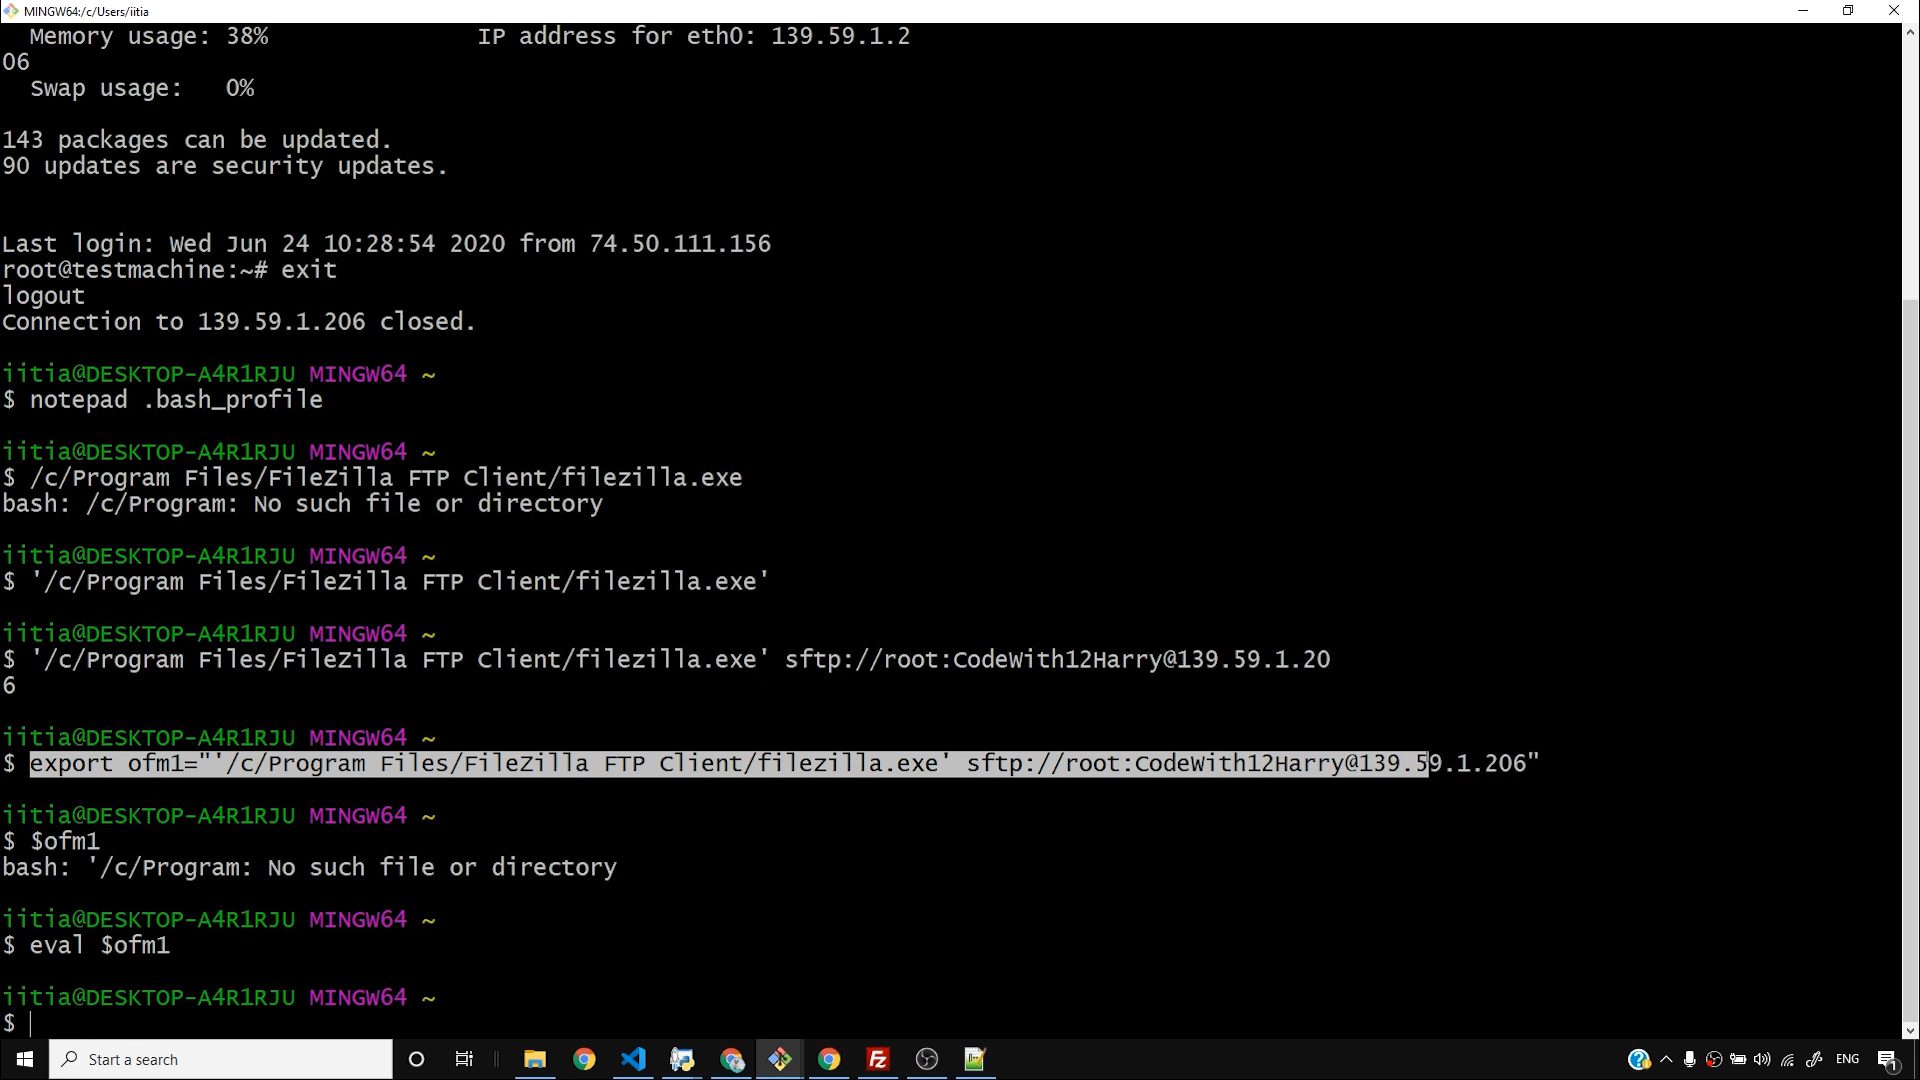 MINGW64:/c/Users/iitia
Memory usage: 38% IP address for eth0: 139.59.1.2
06
Swap usage: 0%
143 packages can be updated.
90 updates are security updates.
Last login: Wed Jun 24 10:28:54 2020 from 74.50.111.156
root@testmachine:~# exit
logout
Connection to 139.59.1.206 closed.
iitia@DESKTOP-A4R1RJU MINGW64 ~
$ notepad .bash_profile
iitia@DESKTOP-A4R1RJU MINGW64 ~
$ /c/Program Files/FileZilla FTP Client/filezilla.exe
bash: /c/Program: No such file or directory
iitia@DESKTOP-A4R1RJU MINGW64 ~
$ '/c/Program Files/FileZilla FTP Client/filezilla.exe'
iitia@DESKTOP-A4R1RJU MINGW64 ~
$ '/c/Program Files/FileZilla FTP Client/filezilla.exe' sftp://root:CodeWith12Harry@139.59.1.20
6
iitia@DESKTOP-A4R1RJU MINGW64 ~
$ export ofm1="'/c/Program Files/FileZilla FTP Client/filezilla.exe' sftp://root:CodeWith12Harry@139.59.1.206"
iitia@DESKTOP-A4R1RJU MINGW64 ~
$ $ofm1
bash: '/c/Program: No such file or directory
iitia@DESKTOP-A4R1RJU MINGW64 ~
$ eval $ofm1
iitia@DESKTOP-A4R1RJU MINGW64 ~
$
Start a search
ENG
1